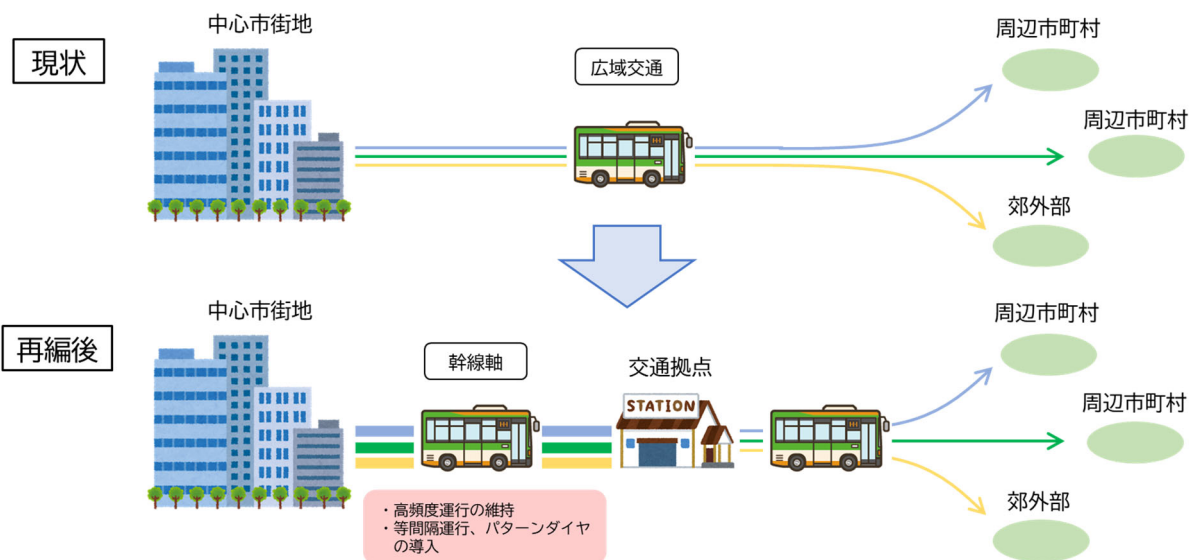 現状
中心市街地
広域交通
周辺市町村
周辺市町村
郊外部
再編後
中心市街地
幹線軸
交通拠点
STATION
周辺市町村
周辺市町村
郊外部
・高頻度運行の維持
・等間隔運行、パターンダイヤ
の導入